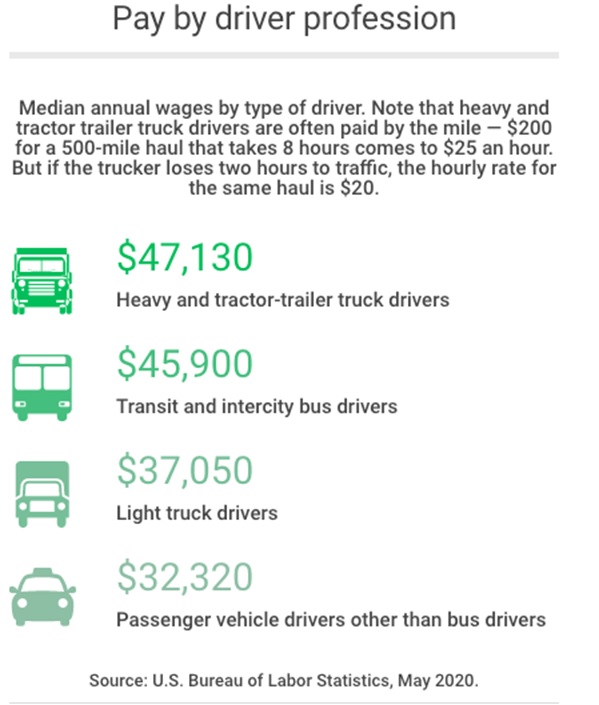 Pay by driver profession
Median annual wages by type of driver. Note that heavy and
tractor trailer truck drivers are often paid by the mile — $200
for a 500-mile haul that takes 8 hours comes to $25 an hour.
But if the trucker loses two hours to traffic, the hourly rate for
the same haul is $20.
$47,130
Heavy and tractor-trailer truck drivers
$45,900
Transit and intercity bus drivers
$37,050
Light truck drivers
$32,320
Passenger vehicle drivers other than bus drivers
Source: U.S. Bureau of Labor Statistics, May 2020.